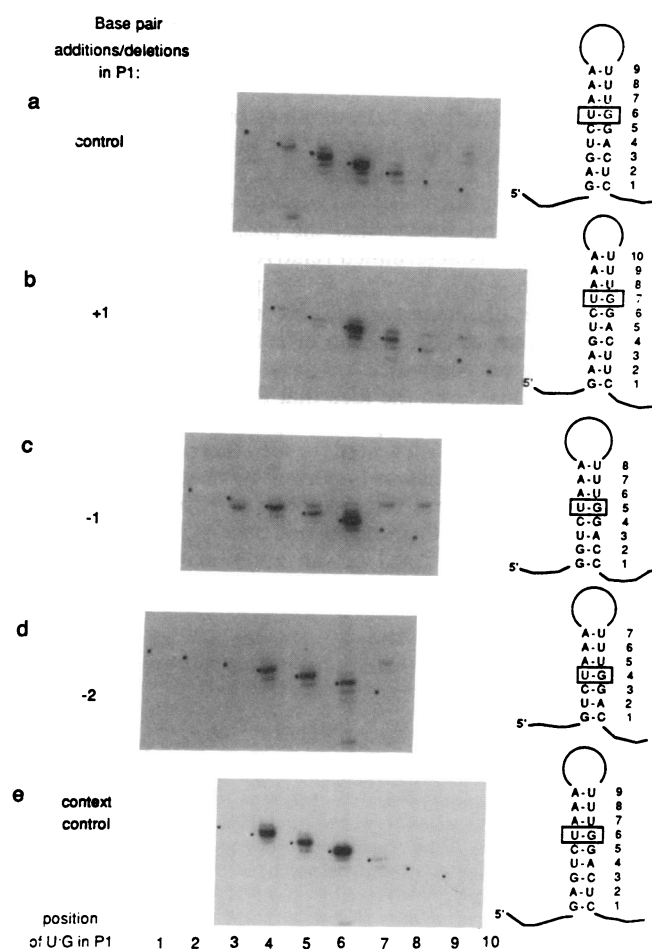 Base pair
additions/deletions
in P1:
a
control
A-U 9
A-U 8
A-U 7
U-G 6
C-G 5
U-A 4
G-C 3
A-U 2
G-C 1
5'
b
+1
A-U 10
A-U 9
A-U 8
U-G 7
C-G 6
U-A 5
G-C 4
A-U 3
A-U 2
G-C 1
5'
c
-1
A-U 8
A-U 7
A-U 6
U-G 5
C-G 4
U-A 3
G-C 2
G-C 1
5'
d
-2
A-U 7
A-U 6
A-U 5
U-G 4
C-G 3
U-A 2
G-C 1
5'
e
context
control
A-U 9
A-U 8
A-U 7
U-G 6
C-G 5
U-A 4
G-C 3
A-U 2
G-C 1
5'
position
of U·G in P1 1 2 3 4 5 6 7 8 9 10